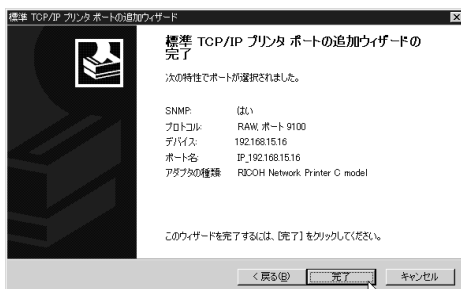 標準 TCP/IP プリンタ ポートの追加ウィザード
標準 TCP/IP プリンタ ポートの追加ウィザードの
完了
次の特性でポートが選択されました。
SNMP: はい
プロトコル: RAW, ポート 9100
デバイス: 192.168.15.16
ポート名: IP_192.168.15.16
アダプタの種類: RICOH Network Printer C model
このウィザードを完了するには、[完了] をクリックしてください。
< 戻る(B) 完了 キャンセル